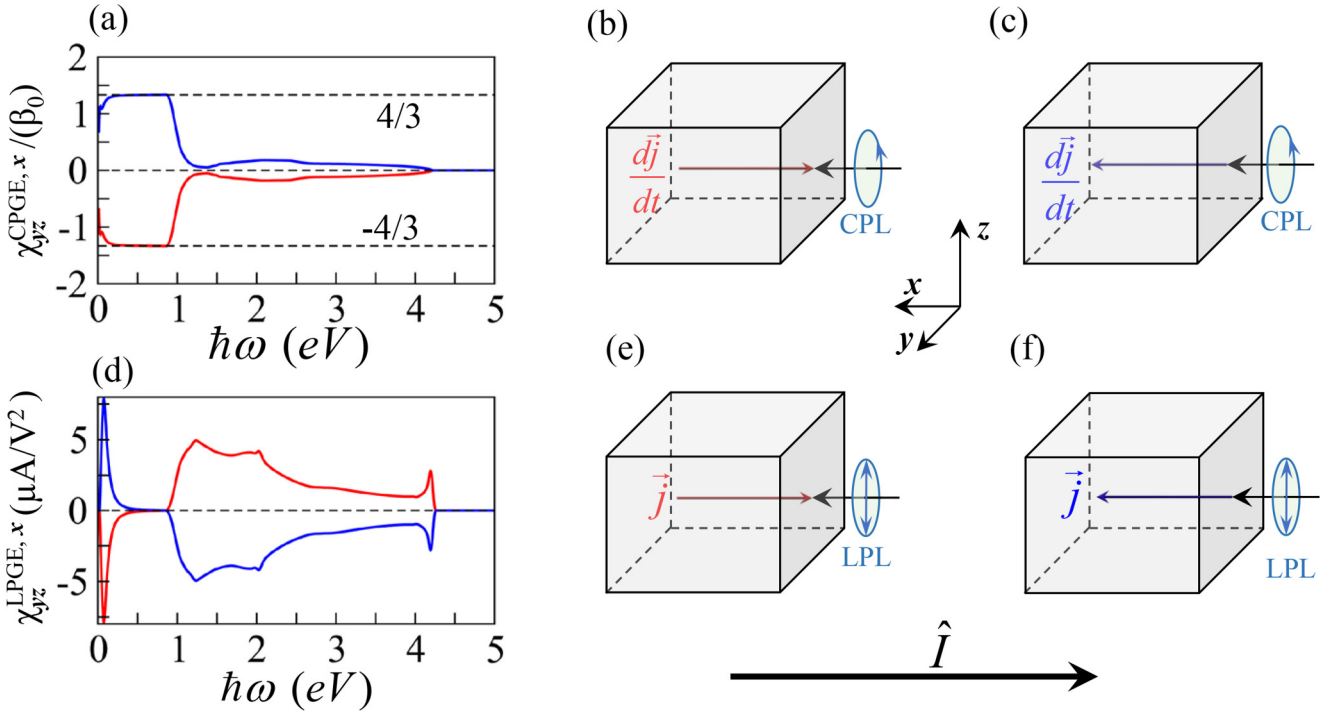 (a)
χ_yz^CPGE, x /(β₀)
2
1
0
-1
-2
4/3
-4/3
0 1 2 3 4 5
ħω (eV)
(b)
dj⃗/dt
CPL
(c)
dj⃗/dt
CPL
z
x
y
(d)
χ_yz^LPGE, x (μA/V²)
5
0
-5
0 1 2 3 4 5
ħω (eV)
(e)
j⃗
LPL
(f)
j⃗
LPL
Î